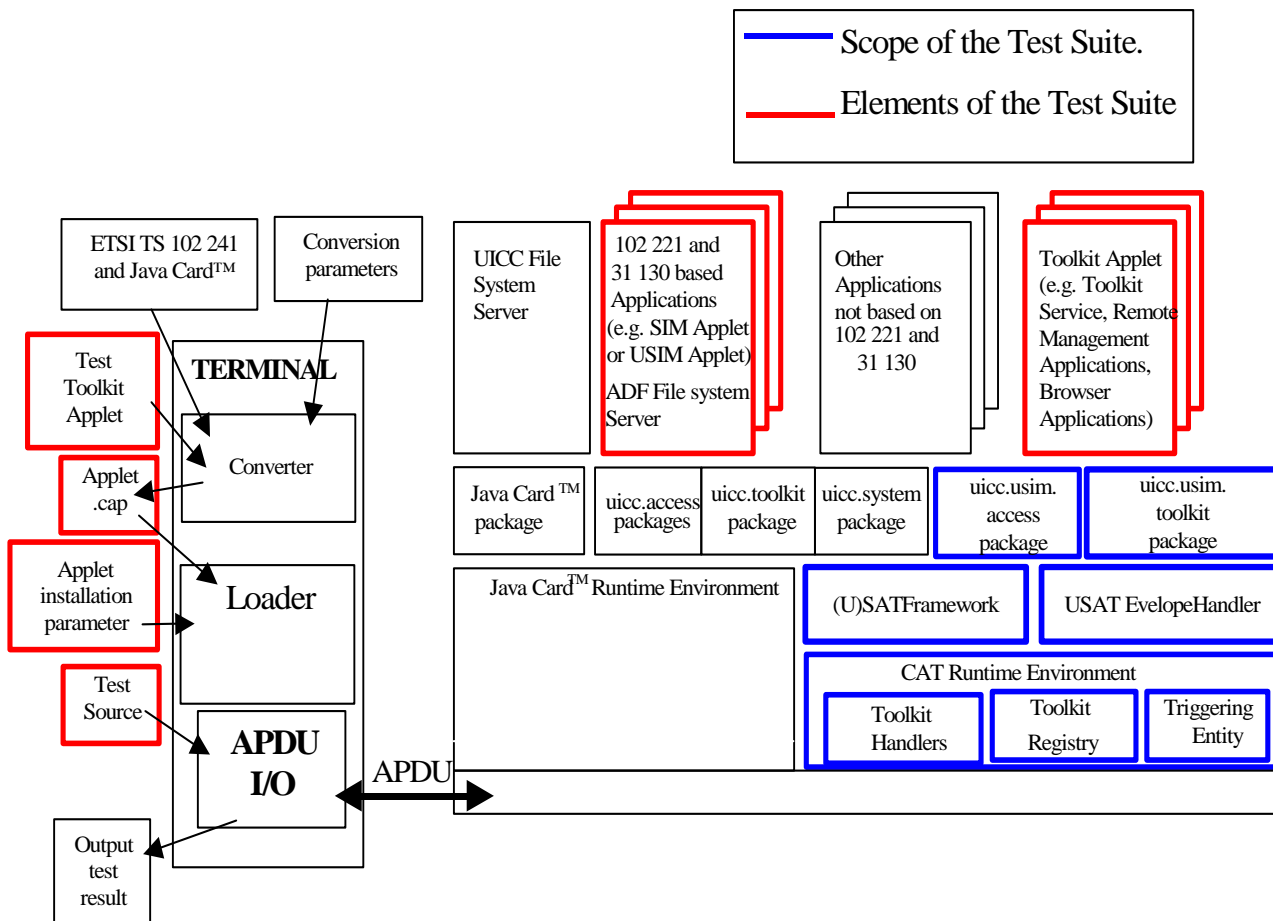 Scope of the Test Suite.
Elements of the Test Suite
ETSI TS 102 241
and Java Card™
Conversion
parameters
UICC File
System
Server
102 221 and
31 130 based
Applications
(e.g. SIM Applet
or USIM Applet)
ADF File system
Server
Other
Applications
not based on
102 221 and
31 130
Toolkit Applet
(e.g. Toolkit
Service, Remote
Management
Applications,
Browser
Applications)
Test
Toolkit
Applet
TERMINAL
Converter
Applet
.cap
Java Card ™
package
uicc.access
packages
uicc.toolkit
package
uicc.system
package
uicc.usim.
access
package
uicc.usim.
toolkit
package
Applet
installation
parameter
Loader
Java Card™ Runtime Environment
(U)SATFramework
USAT EvelopeHandler
CAT Runtime Environment
Toolkit
Handlers
Toolkit
Registry
Triggering
Entity
Test
Source
APDU
I/O
APDU
Output
test
result